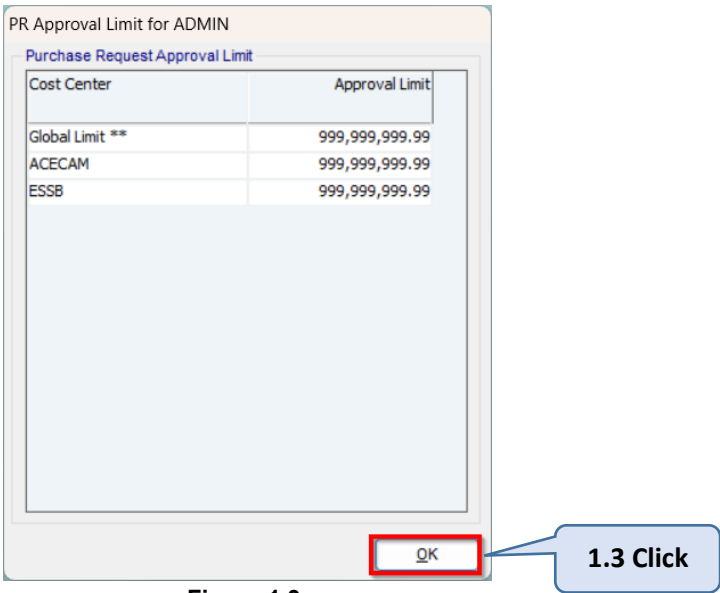 PR Approval Limit for ADMIN
Purchase Request Approval Limit
Cost Center Approval Limit
Global Limit ** 999,999,999.99
ACECAM 999,999,999.99
ESSB 999,999,999.99
OK
1.3 Click